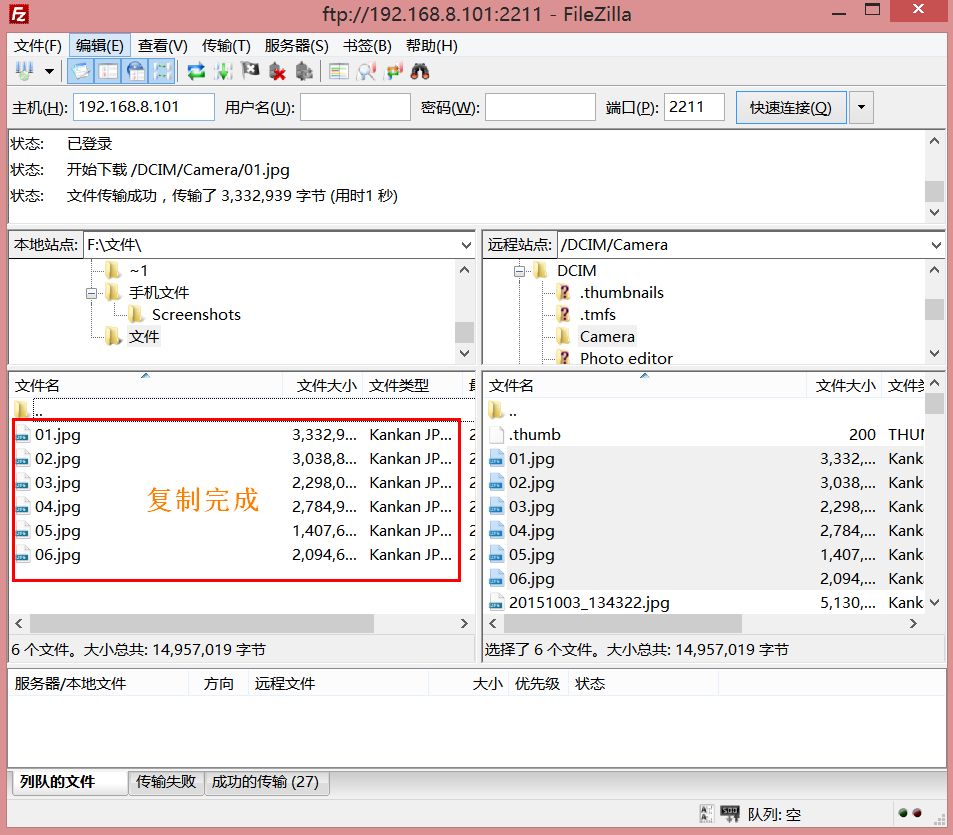 ftp://192.168.8.101:2211 - FileZilla
文件(F) 编辑(E) 查看(V) 传输(T) 服务器(S) 书签(B) 帮助(H)
主机(H): 192.168.8.101 用户名(U): 密码(W): 端口(P): 2211 快速连接(Q)
状态: 已登录
状态: 开始下载 /DCIM/Camera/01.jpg
状态: 文件传输成功，传输了 3,332,939 字节 (用时1 秒)
本地站点: F:\文件\
~1
手机文件
Screenshots
文件
远程站点: /DCIM/Camera
DCIM
.thumbnails
.tmfs
Camera
Photo editor
文件名 文件大小 文件类型
..
01.jpg 3,332,9... Kankan JP...
02.jpg 3,038,8... Kankan JP...
03.jpg 2,298,0... Kankan JP...
04.jpg 2,784,9... Kankan JP...
05.jpg 1,407,6... Kankan JP...
06.jpg 2,094,6... Kankan JP...
复制完成
6 个文件。大小总共: 14,957,019 字节
文件名 文件大小 文件类
..
.thumb 200 THUM
01.jpg 3,332,... Kank
02.jpg 3,038,... Kank
03.jpg 2,298,... Kank
04.jpg 2,784,... Kank
05.jpg 1,407,... Kank
06.jpg 2,094,... Kank
20151003_134322.jpg 5,130,... Kank
选择了 6 个文件。大小总共: 14,957,019 字节
服务器/本地文件 方向 远程文件 大小 优先级 状态
列队的文件 传输失败 成功的传输 (27)
队列: 空